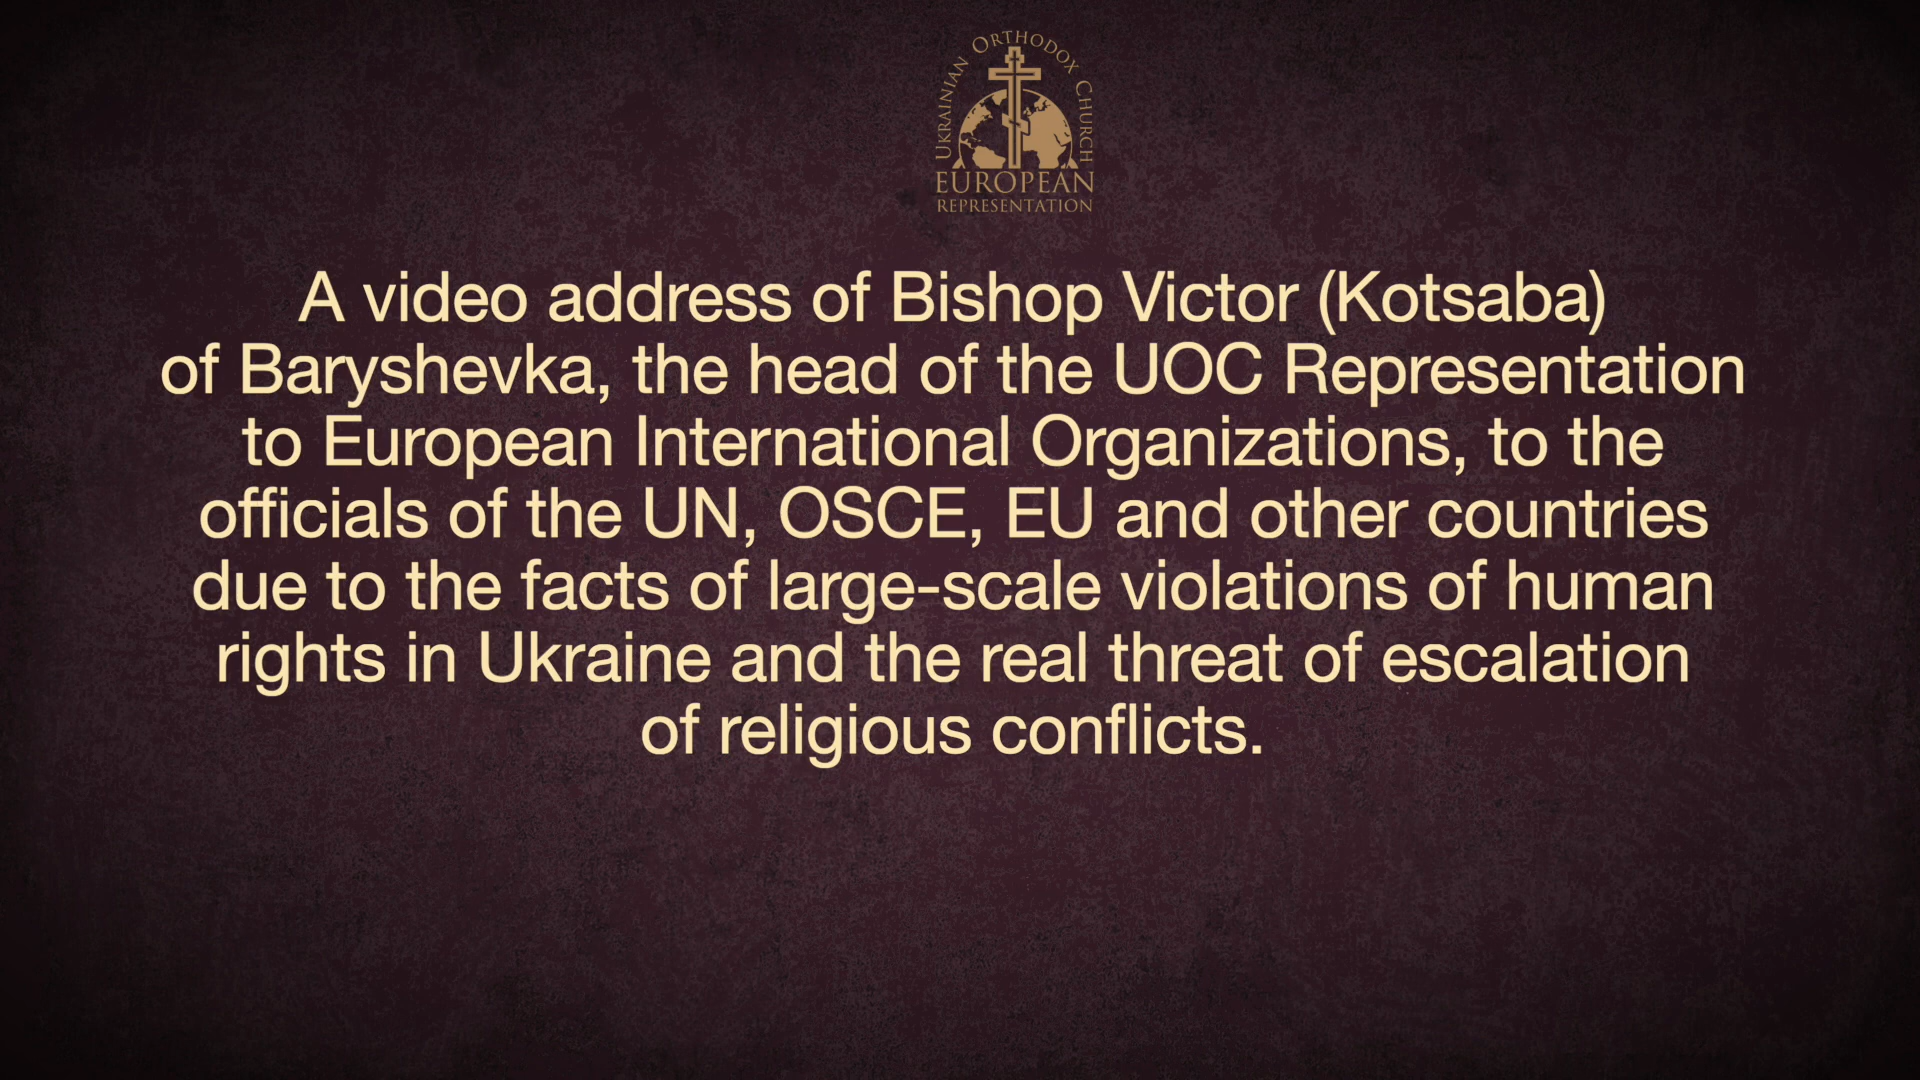 Ukrainian Orthodox Church
EUROPEAN
REPRESENTATION
A video address of Bishop Victor (Kotsaba)
of Baryshevka, the head of the UOC Representation
to European International Organizations, to the
officials of the UN, OSCE, EU and other countries
due to the facts of large-scale violations of human
rights in Ukraine and the real threat of escalation
of religious conflicts.